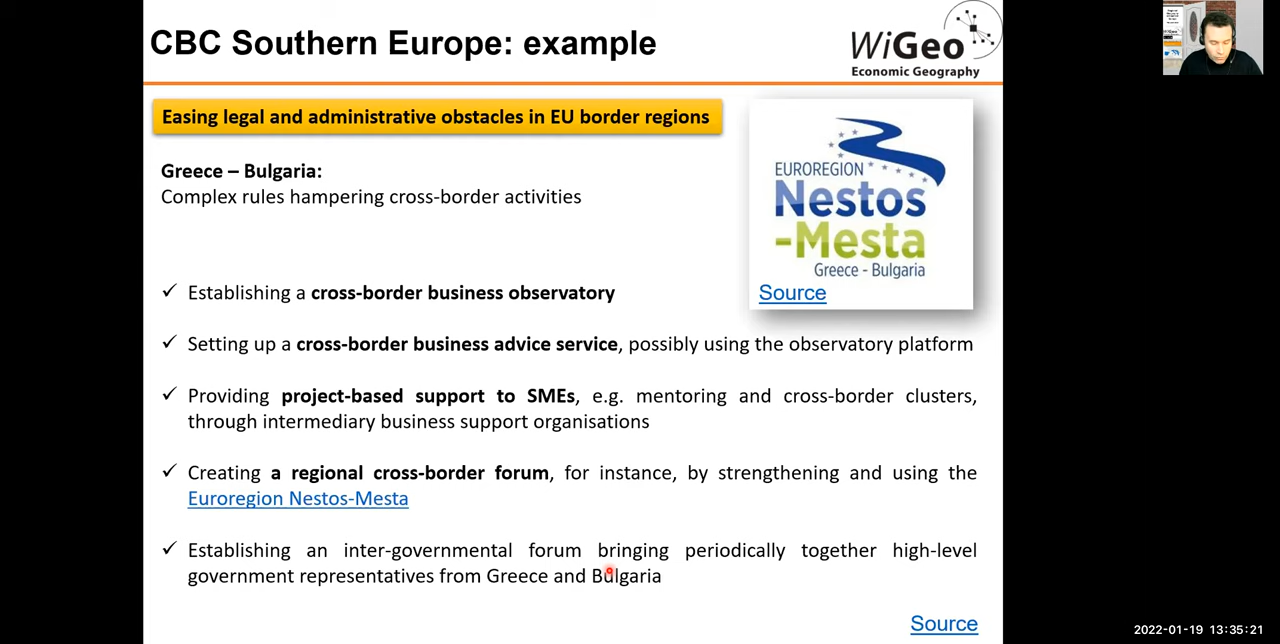 CBC Southern Europe: example
WiGeo
Economic Geography
Easing legal and administrative obstacles in EU border regions
Greece – Bulgaria:
Complex rules hampering cross-border activities
EUROREGION
Nestos
-Mesta
Greece - Bulgaria
Source
✓ Establishing a cross-border business observatory
✓ Setting up a cross-border business advice service, possibly using the observatory platform
✓ Providing project-based support to SMEs, e.g. mentoring and cross-border clusters,
through intermediary business support organisations
✓ Creating a regional cross-border forum, for instance, by strengthening and using the
Euroregion Nestos-Mesta
✓ Establishing an inter-governmental forum bringing periodically together high-level
government representatives from Greece and Bulgaria
Source
2022-01-19 13:35:21